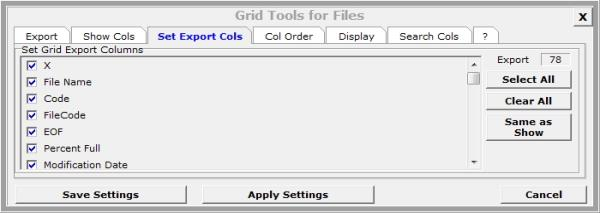 Grid Tools for Files
X
Export Show Cols Set Export Cols Col Order Display Search Cols ?
Set Grid Export Columns
Export 78
X
File Name
Code
FileCode
EOF
Percent Full
Modification Date
Select All
Clear All
Same as
Show
Save Settings Apply Settings Cancel